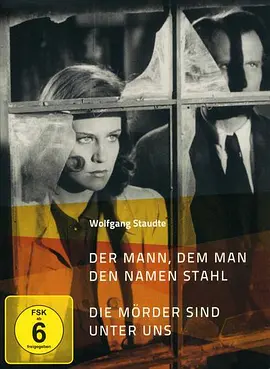 Wolfgang Staudte
DER MANN, DEM MAN
DEN NAMEN STAHL
DIE MÖRDER SIND
UNTER UNS
FSK
ab
6
freigegeben